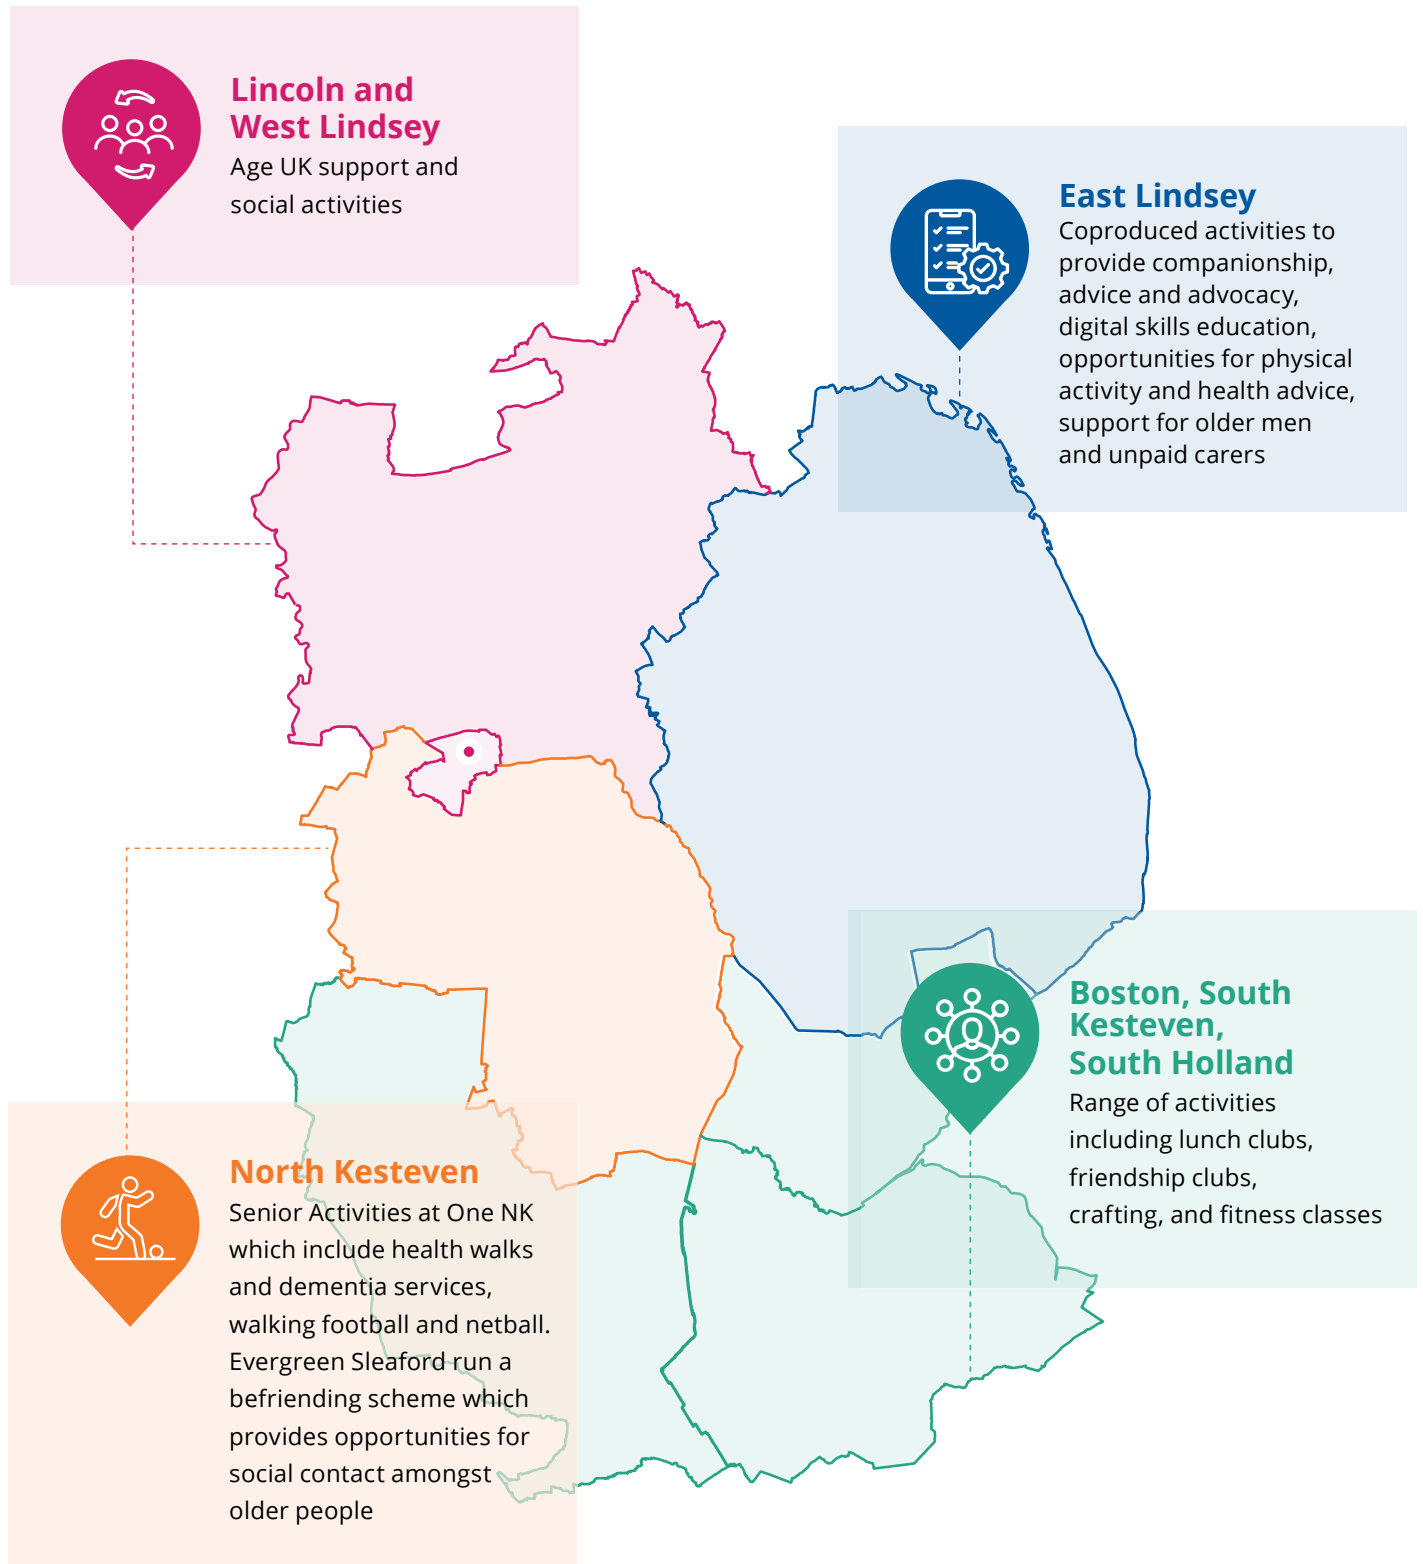 Lincoln and
West Lindsey
Age UK support and
social activities
East Lindsey
Coproduced activities to
provide companionship,
advice and advocacy,
digital skills education,
opportunities for physical
activity and health advice,
support for older men
and unpaid carers
Boston, South
Kesteven,
South Holland
Range of activities
including lunch clubs,
friendship clubs,
crafting, and fitness classes
North Kesteven
Senior Activities at One NK
which include health walks
and dementia services,
walking football and netball.
Evergreen Sleaford run a
befriending scheme which
provides opportunities for
social contact amongst
older people